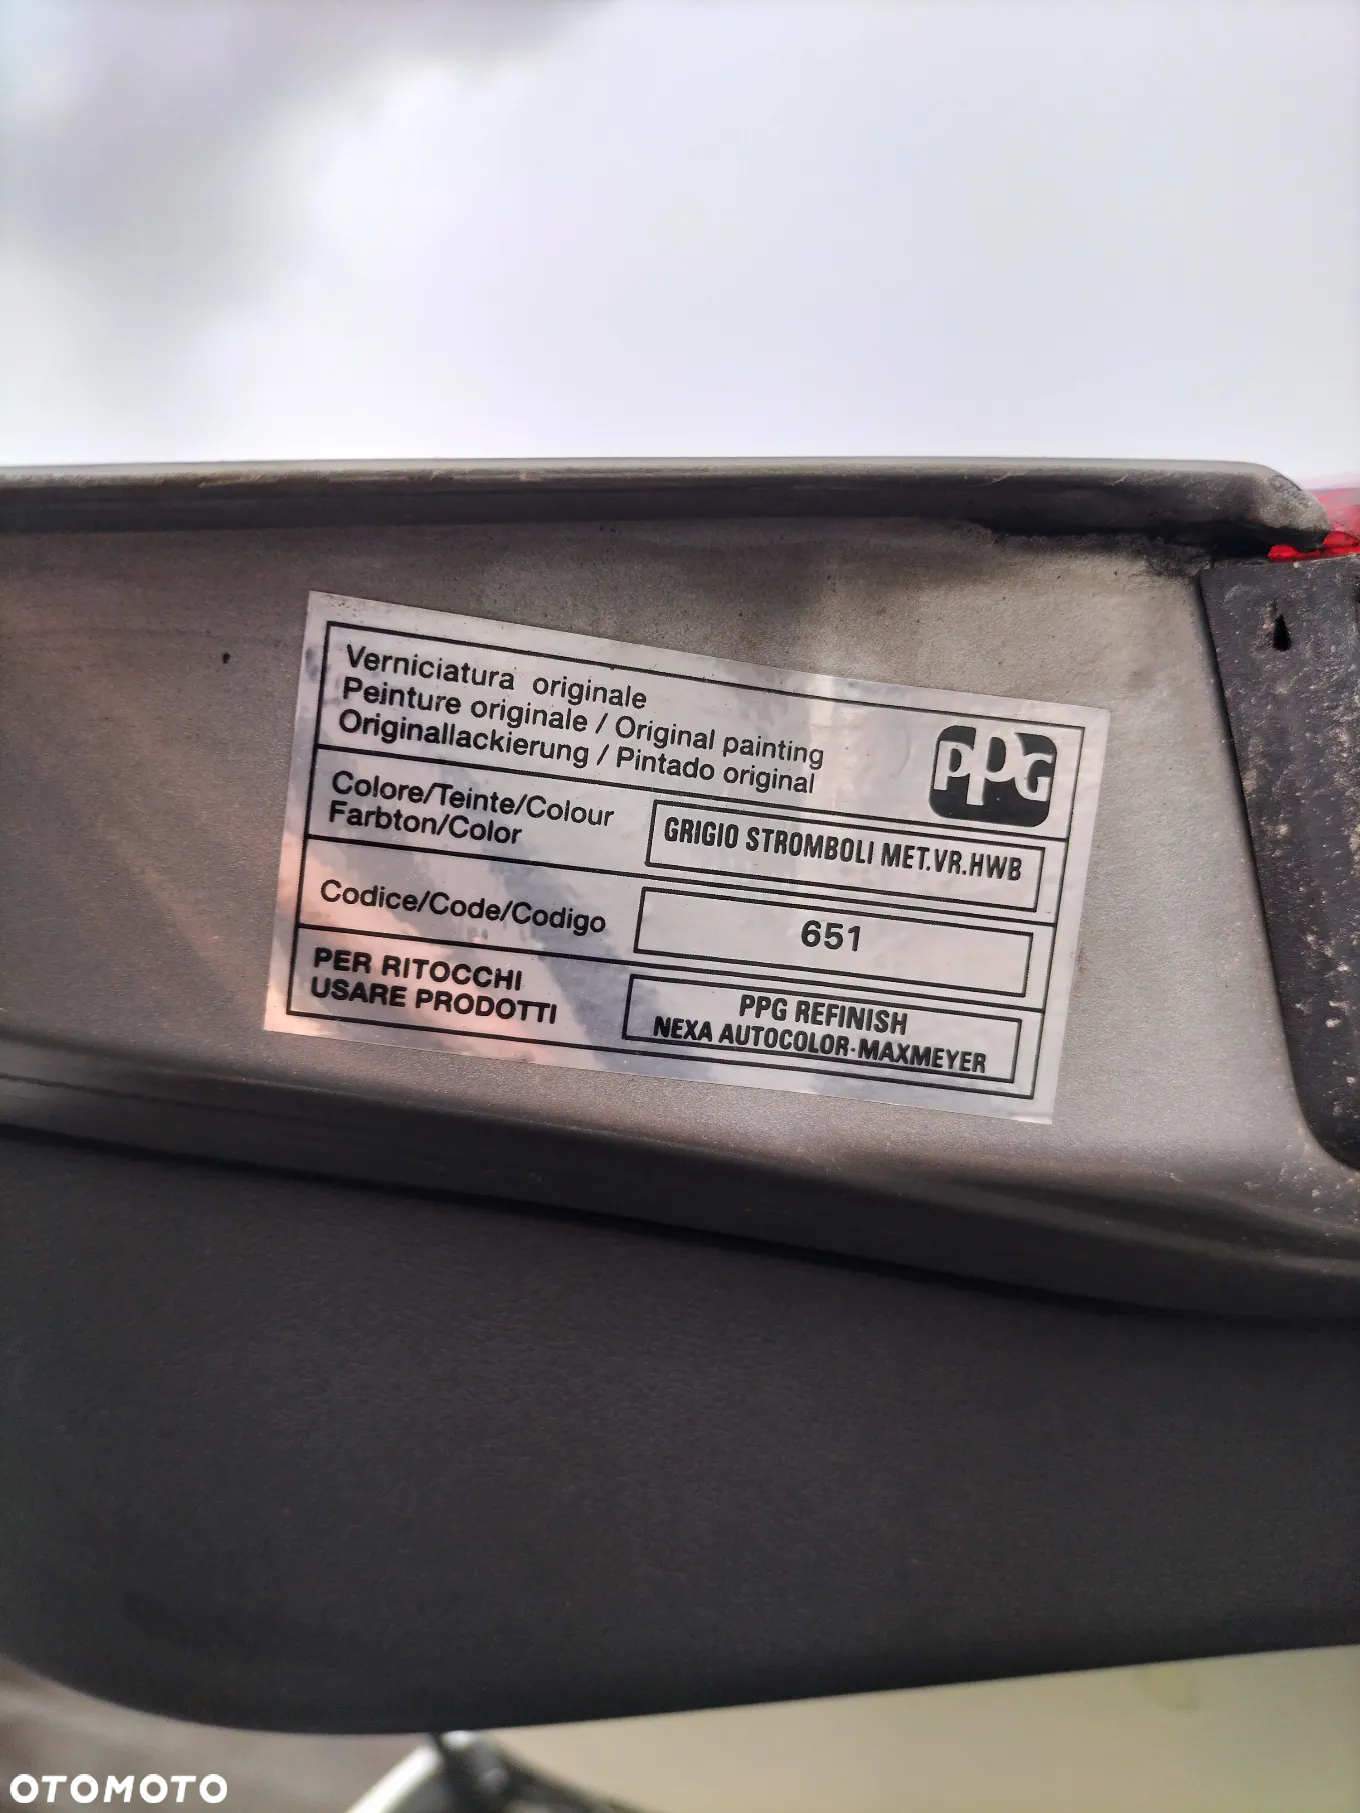 Verniciatura originale
Peinture originale / Original painting
Originallackierung / Pintado original
PPG
Colore/Teinte/Colour
Farbton/Color
GRIGIO STROMBOLI MET.VR.HWB
Codice/Code/Codigo
651
PER RITOCCHI
USARE PRODOTTI
PPG REFINISH
NEXA AUTOCOLOR-MAXMEYER
OTOMOTO